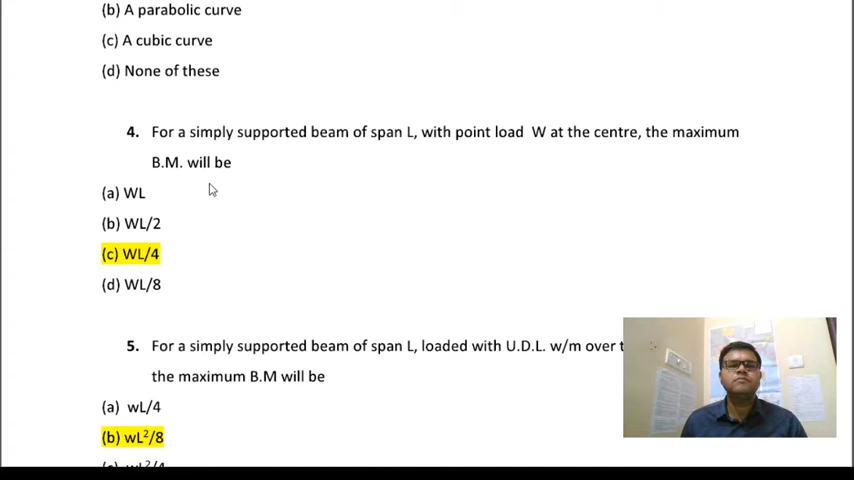 (b) A parabolic curve
(c) A cubic curve
(d) None of these
4. For a simply supported beam of span L, with point load W at the centre, the maximum
B.M. will be
(a) WL
(b) WL/2
(c) WL/4
(d) WL/8
5. For a simply supported beam of span L, loaded with U.D.L. w/m over
the maximum B.M will be
(a) wL/4
(b) wL²/8